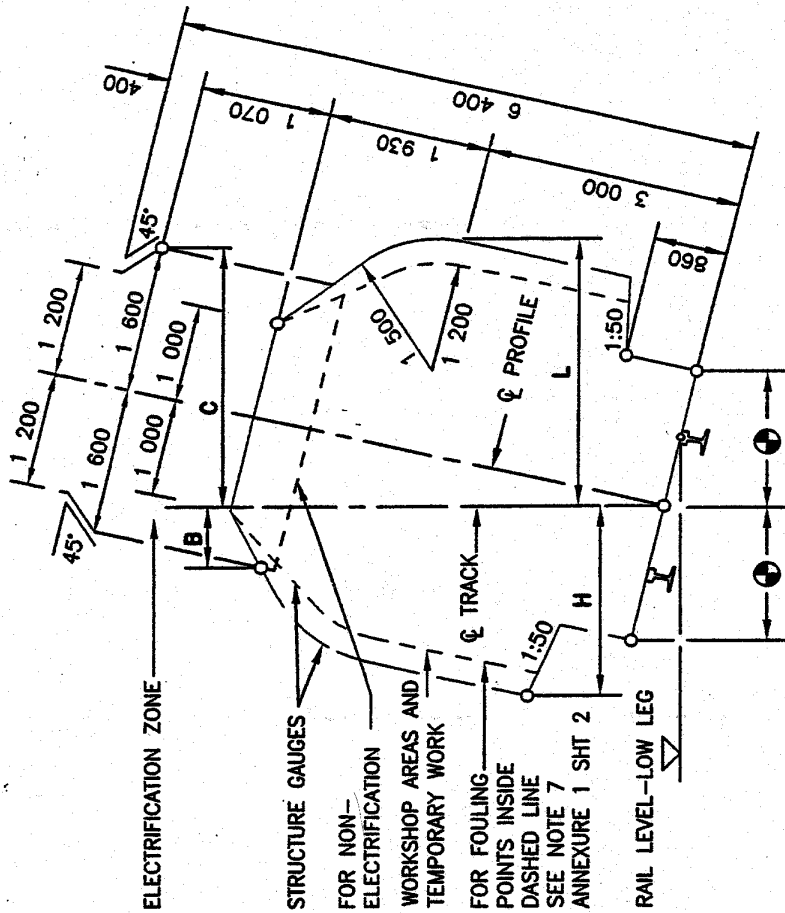 ELECTRIFICATION ZONE
STRUCTURE GAUGES
FOR NON-
ELECTRIFICATION
WORKSHOP AREAS AND
TEMPORARY WORK
FOR FOULING
POINTS INSIDE
DASHED LINE
SEE NOTE 7
ANNEXURE 1 SHT 2
RAIL LEVEL-LOW LEG
1 200
1 200
1 600
1 600
1 000
1 000
45°
45°
400
1 070
1 930
3 000
6 400
860
B
C
H
L
1 500
1 200
1:50
1:50
℄ TRACK
℄ PROFILE